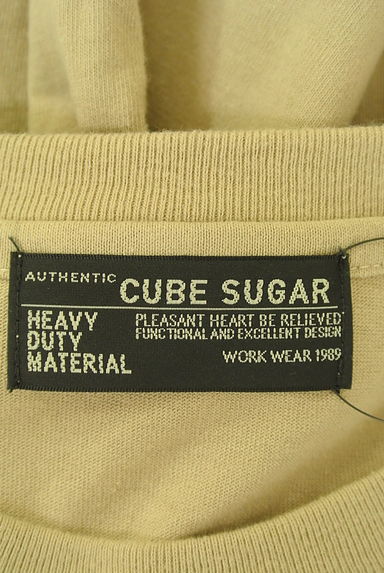 AUTHENTIC CUBE SUGAR
HEAVY
DUTY
MATERIAL
PLEASANT HEART BE RELIEVED
FUNCTIONAL AND EXCELLENT DESIGN
WORK WEAR 1989